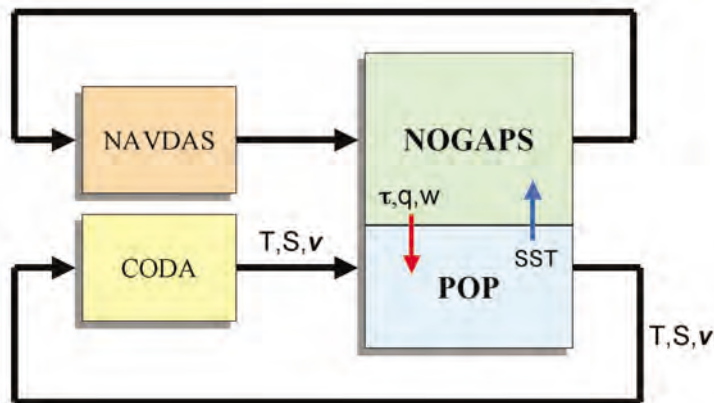 NAVDAS
NOGAPS
τ,q,w
SST
CODA
T,S,v
POP
T,S,v